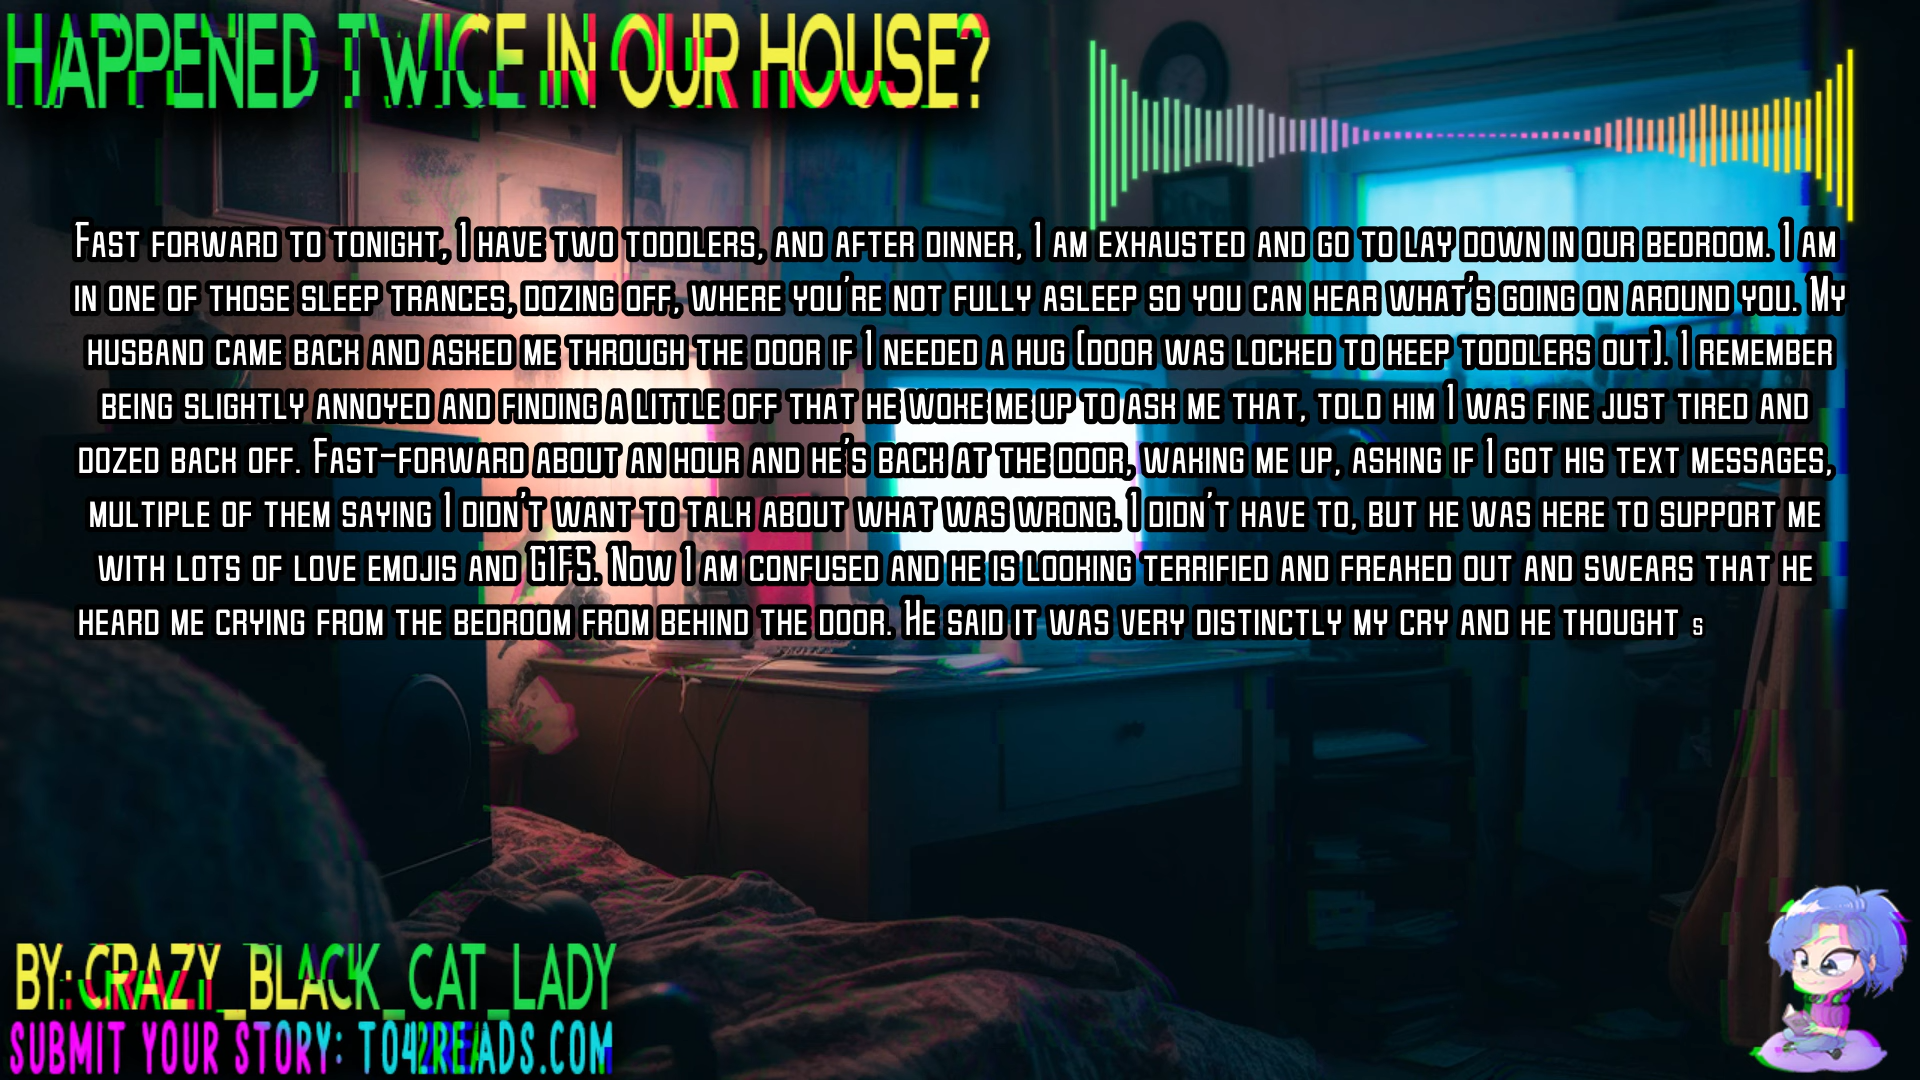 HAPPENED TWICE IN OUR HOUSE?
Fast forward to tonight, I have two toddlers, and after dinner, I am exhausted and go to lay down in our bedroom. I am
in one of those sleep trances, dozing off, where you're not fully asleep so you can hear what's going on around you. My
husband came back and asked me through the door if I needed a hug (door was locked to keep toddlers out). I remember
being slightly annoyed and finding a little off that he woke me up to ask me that, told him I was fine just tired and
dozed back off. Fast-forward about an hour and he's back at the door, waking me up, asking if I got his text messages,
multiple of them saying I didn't want to talk about what was wrong. I didn't have to, but he was here to support me
with lots of love emojis and GIFS. Now I am confused and he is looking terrified and freaked out and swears that he
heard me crying from the bedroom from behind the door. He said it was very distinctly my cry and he thought s
BY: CRAZY_BLACK_CAT_LADY
SUBMIT YOUR STORY: TO42READS.COM